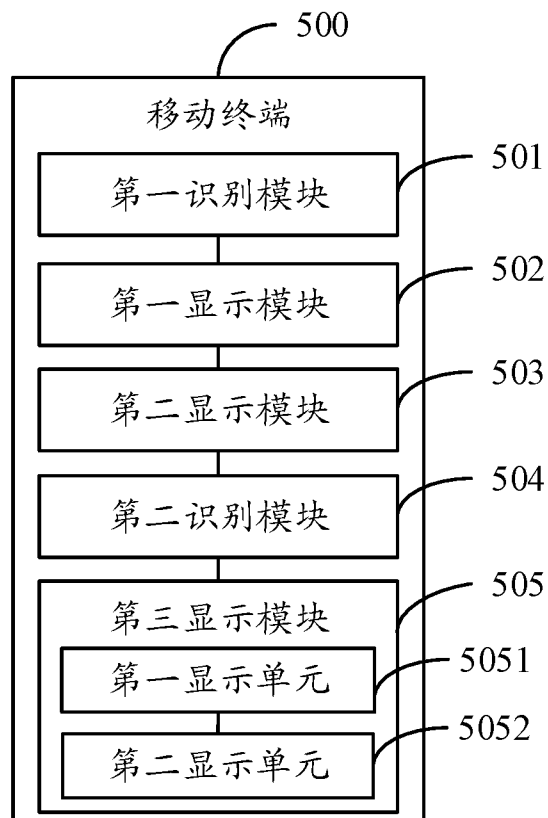 500
移动终端
501
第一识别模块
502
第一显示模块
503
第二显示模块
504
第二识别模块
505
第三显示模块
5051
第一显示单元
5052
第二显示单元